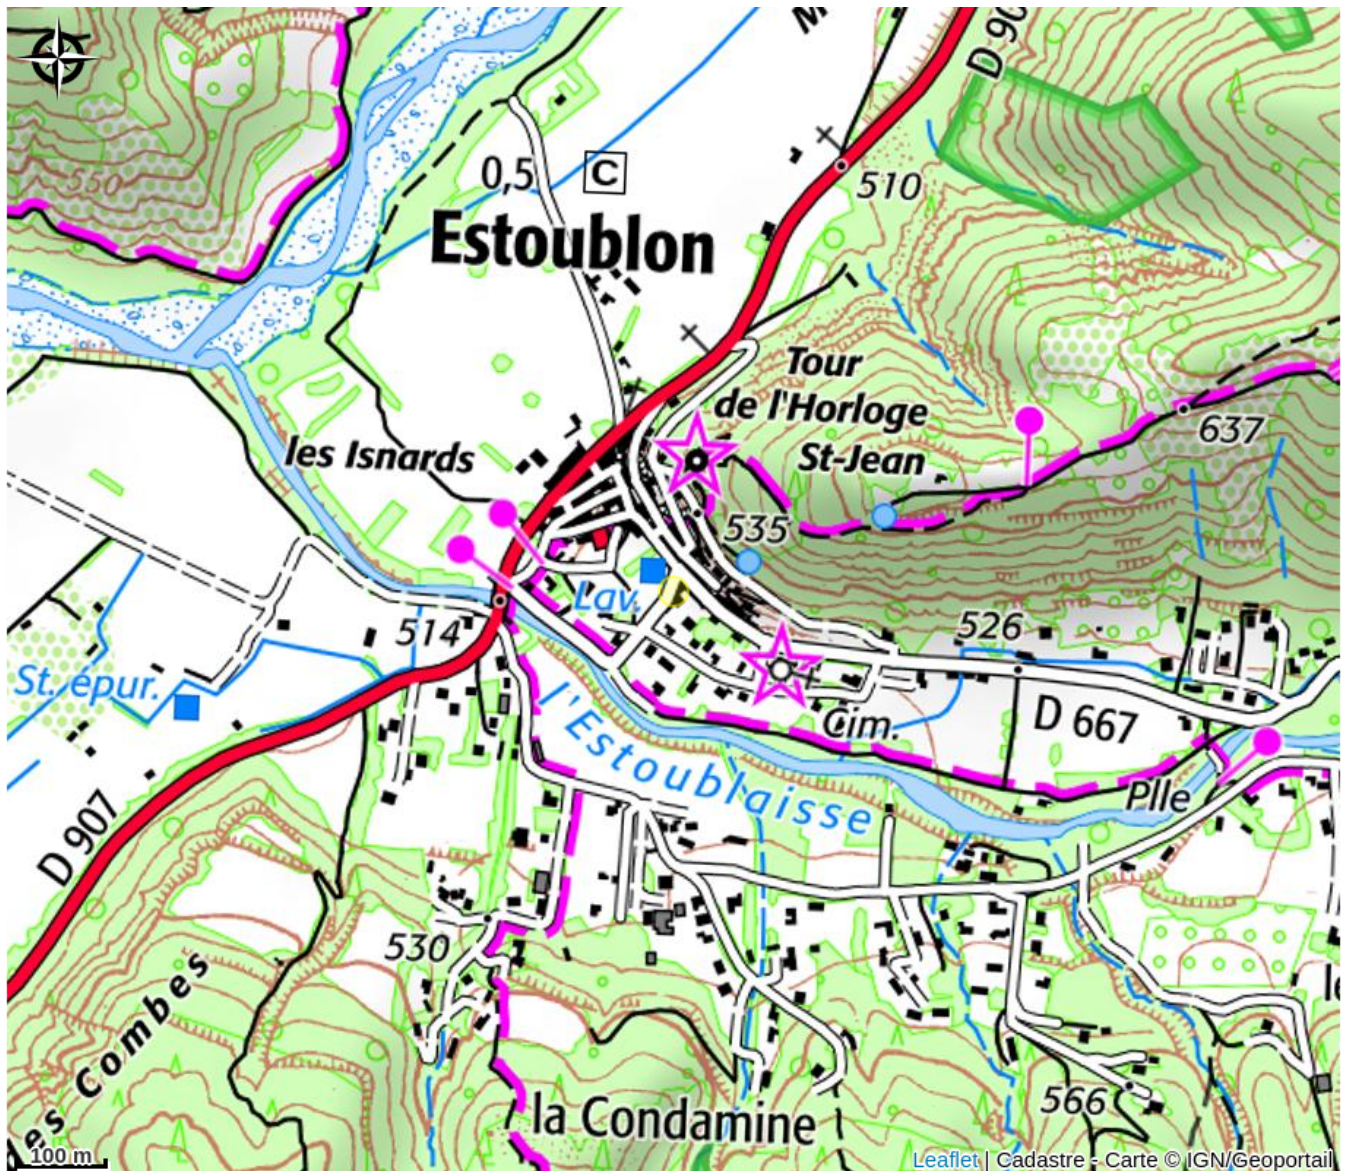 M
D 90
550
0,5
C
510
Estoublon
Tour
de l'Horloge
637
les Isnards
St-Jean
535
Lav.
514
526
St. épur.
D 667
Cim.
l'Estoublaisse
Plle
D 907
530
les Combes
le
566
la Condamine
100 m
Leaflet | Cadastre - Carte © IGN/Geoportail